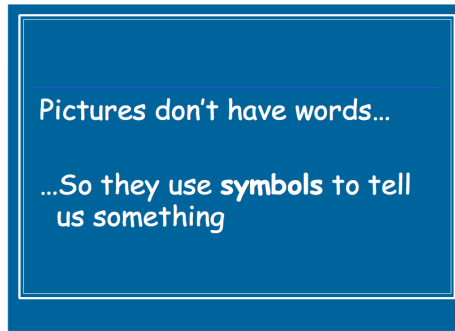 Pictures don't have words...
...So they use symbols to tell
us something